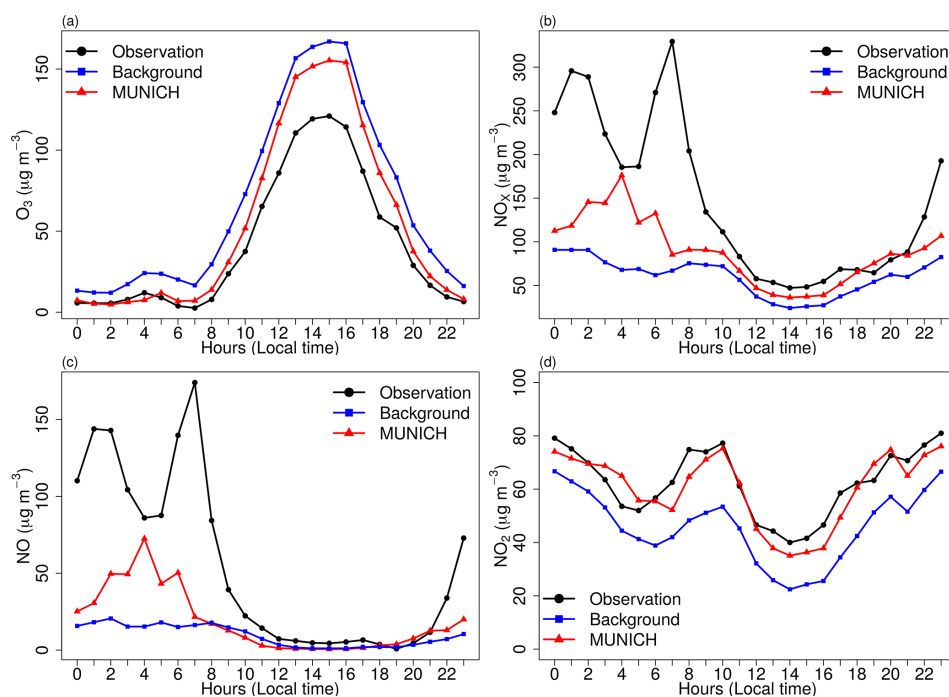 (a)
Observation
Background
MUNICH
O₃ (μg m⁻³)
0 50 100 150
0 2 4 6 8 10 12 14 16 18 20 22
Hours (Local time)
(b)
Observation
Background
MUNICH
NOₓ (μg m⁻³)
50 100 150 200 250 300
0 2 4 6 8 10 12 14 16 18 20 22
Hours (Local time)
(c)
Observation
Background
MUNICH
NO (μg m⁻³)
0 50 100 150
0 2 4 6 8 10 12 14 16 18 20 22
Hours (Local time)
(d)
NO₂ (μg m⁻³)
0 20 40 60 80 100
Observation
Background
MUNICH
0 2 4 6 8 10 12 14 16 18 20 22
Hours (Local time)